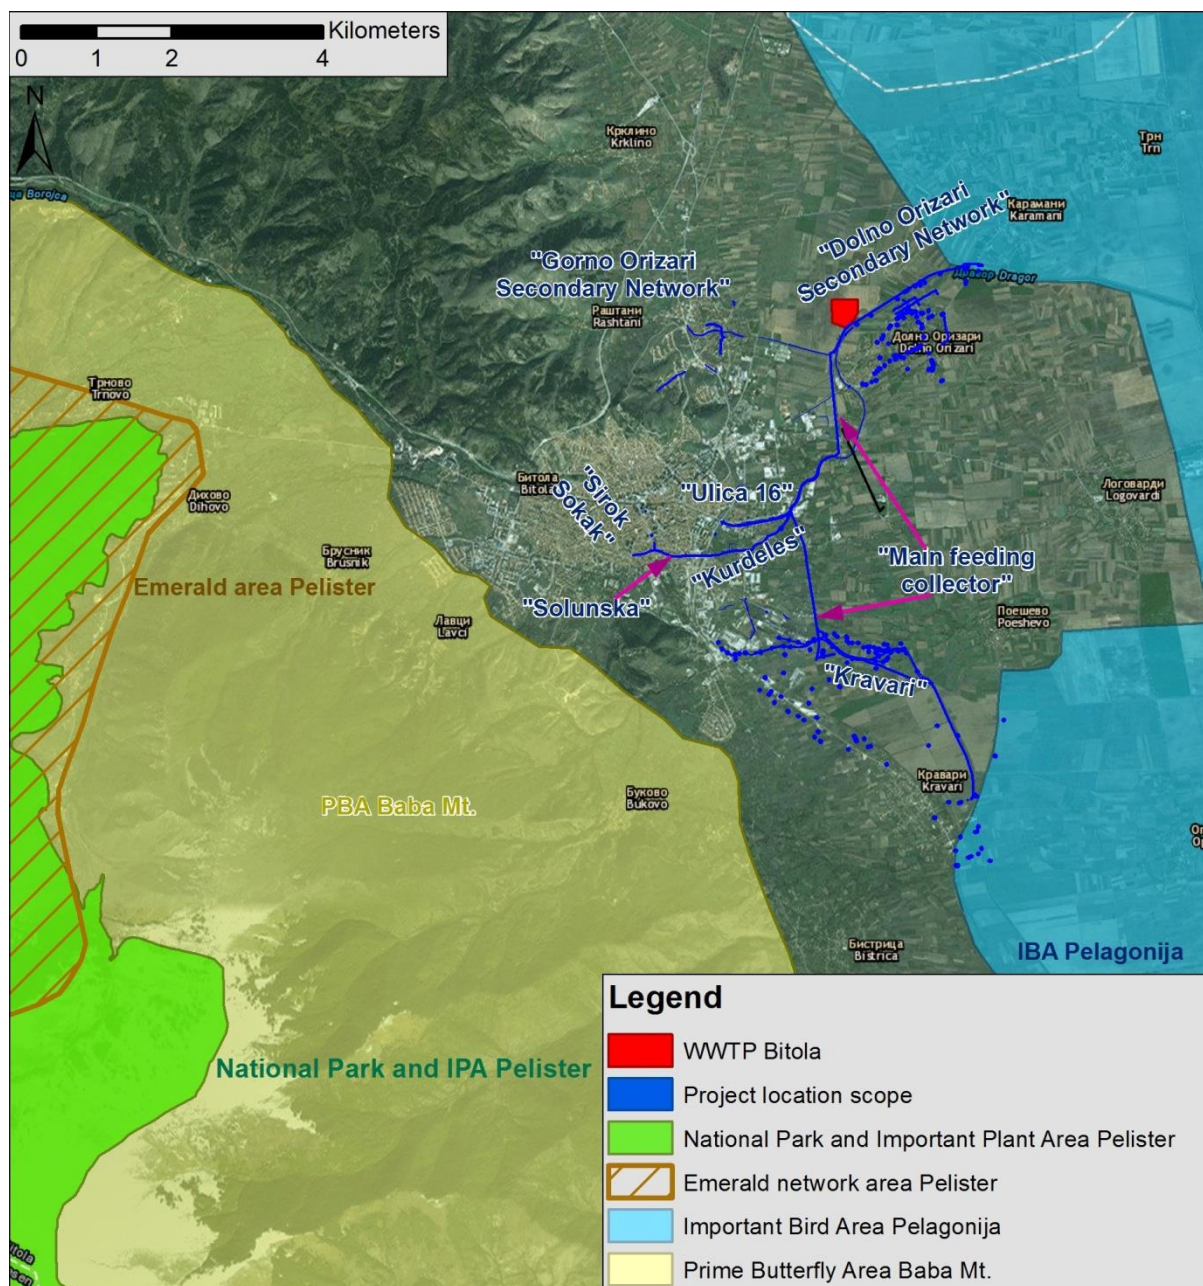 Kilometers
0 1 2 4
N
Крклино
Krklino
Трн
Trn
Карамани
Karamani
ца Borojca
"Dolno Orizari
Secondary Network"
"Gorno Orizari
Secondary Network"
Раштани
Rashtani
Драгор Dragor
Долно Оризари
Dolno Orizari
Трново
Trnovo
Дихово
Dihovo
Битола
Bitola
"Sirok
Sokak"
"Ulica 16"
Логоварди
Logovardi
Брусник
Brusnik
"Kurdeles"
"Main feeding
collector"
Emerald area Pelister
"Solunska"
Лавци
Lavci
Поешево
Poeshevo
"Kravari"
Кравари
Kravari
PBA Baba Mt.
Буково
Bukovo
Бистрица
Bistrica
IBA Pelagonija
National Park and IPA Pelister
Legend
WWTP Bitola
Project location scope
National Park and Important Plant Area Pelister
Emerald network area Pelister
Important Bird Area Pelagonija
Prime Butterfly Area Baba Mt.